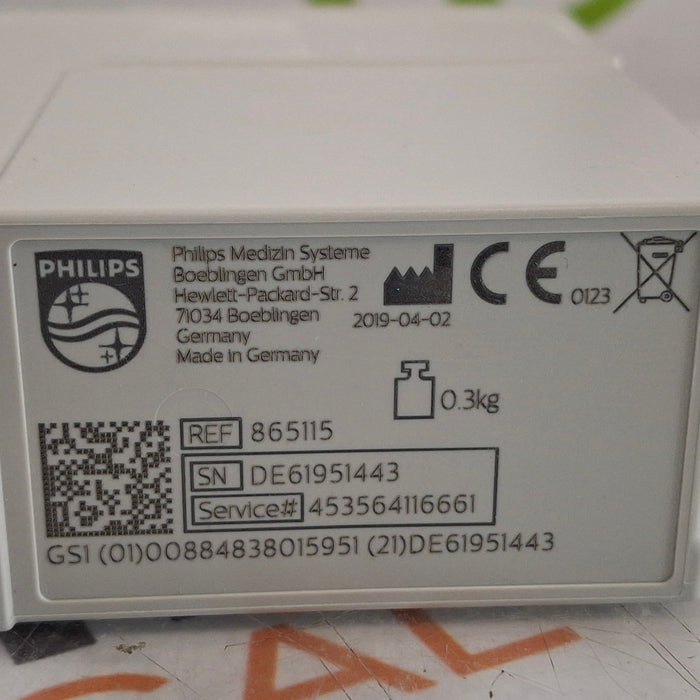 PHILIPS
Philips Medizin Systeme
Boeblingen GmbH
Hewlett-Packard-Str. 2
71034 Boeblingen
Germany
Made in Germany
2019-04-02
CE 0123
0.3kg
REF 865115
SN DE61951443
Service# 453564116661
GS1 (01)00884838015951 (21)DE61951443
CAL